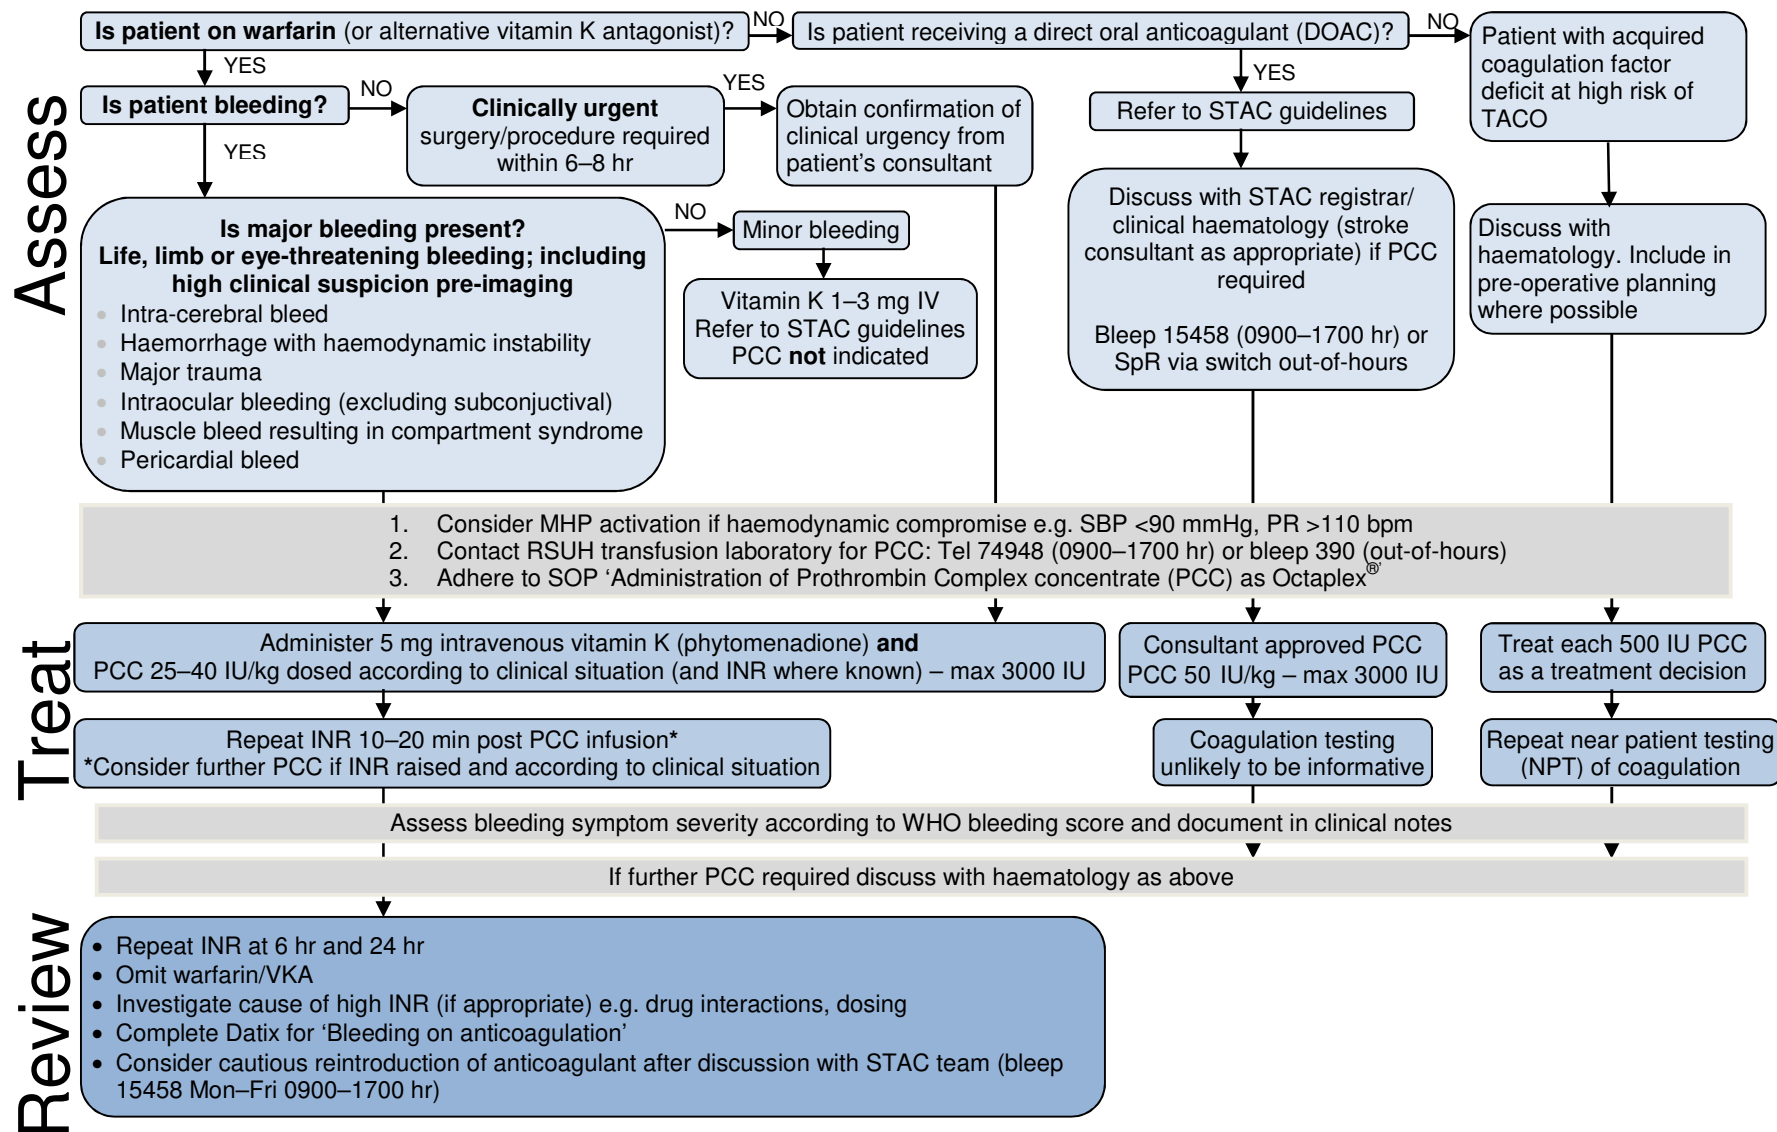 Assess
Is patient on warfarin (or alternative vitamin K antagonist)?
NO
Is patient receiving a direct oral anticoagulant (DOAC)?
NO
Patient with acquired
coagulation factor
deficit at high risk of
TACO
YES
YES
Is patient bleeding?
NO
Clinically urgent
surgery/procedure required
within 6–8 hr
YES
Obtain confirmation of
clinical urgency from
patient's consultant
Refer to STAC guidelines
YES
Discuss with STAC registrar/
clinical haematology (stroke
consultant as appropriate) if PCC
required
Bleep 15458 (0900–1700 hr) or
SpR via switch out-of-hours
Discuss with
haematology. Include in
pre-operative planning
where possible
Is major bleeding present?
Life, limb or eye-threatening bleeding; including
high clinical suspicion pre-imaging
Intra-cerebral bleed
Haemorrhage with haemodynamic instability
Major trauma
Intraocular bleeding (excluding subconjuctival)
Muscle bleed resulting in compartment syndrome
Pericardial bleed
NO
Minor bleeding
Vitamin K 1–3 mg IV
Refer to STAC guidelines
PCC not indicated
1. Consider MHP activation if haemodynamic compromise e.g. SBP <90 mmHg, PR >110 bpm
2. Contact RSUH transfusion laboratory for PCC: Tel 74948 (0900–1700 hr) or bleep 390 (out-of-hours)
3. Adhere to SOP ‘Administration of Prothrombin Complex concentrate (PCC) as Octaplex®’
Treat
Administer 5 mg intravenous vitamin K (phytomenadione) and
PCC 25–40 IU/kg dosed according to clinical situation (and INR where known) – max 3000 IU
Consultant approved PCC
PCC 50 IU/kg – max 3000 IU
Treat each 500 IU PCC
as a treatment decision
Repeat INR 10–20 min post PCC infusion*
*Consider further PCC if INR raised and according to clinical situation
Coagulation testing
unlikely to be informative
Repeat near patient testing
(NPT) of coagulation
Assess bleeding symptom severity according to WHO bleeding score and document in clinical notes
If further PCC required discuss with haematology as above
Review
• Repeat INR at 6 hr and 24 hr
• Omit warfarin/VKA
• Investigate cause of high INR (if appropriate) e.g. drug interactions, dosing
• Complete Datix for ‘Bleeding on anticoagulation’
• Consider cautious reintroduction of anticoagulant after discussion with STAC team (bleep
15458 Mon–Fri 0900–1700 hr)